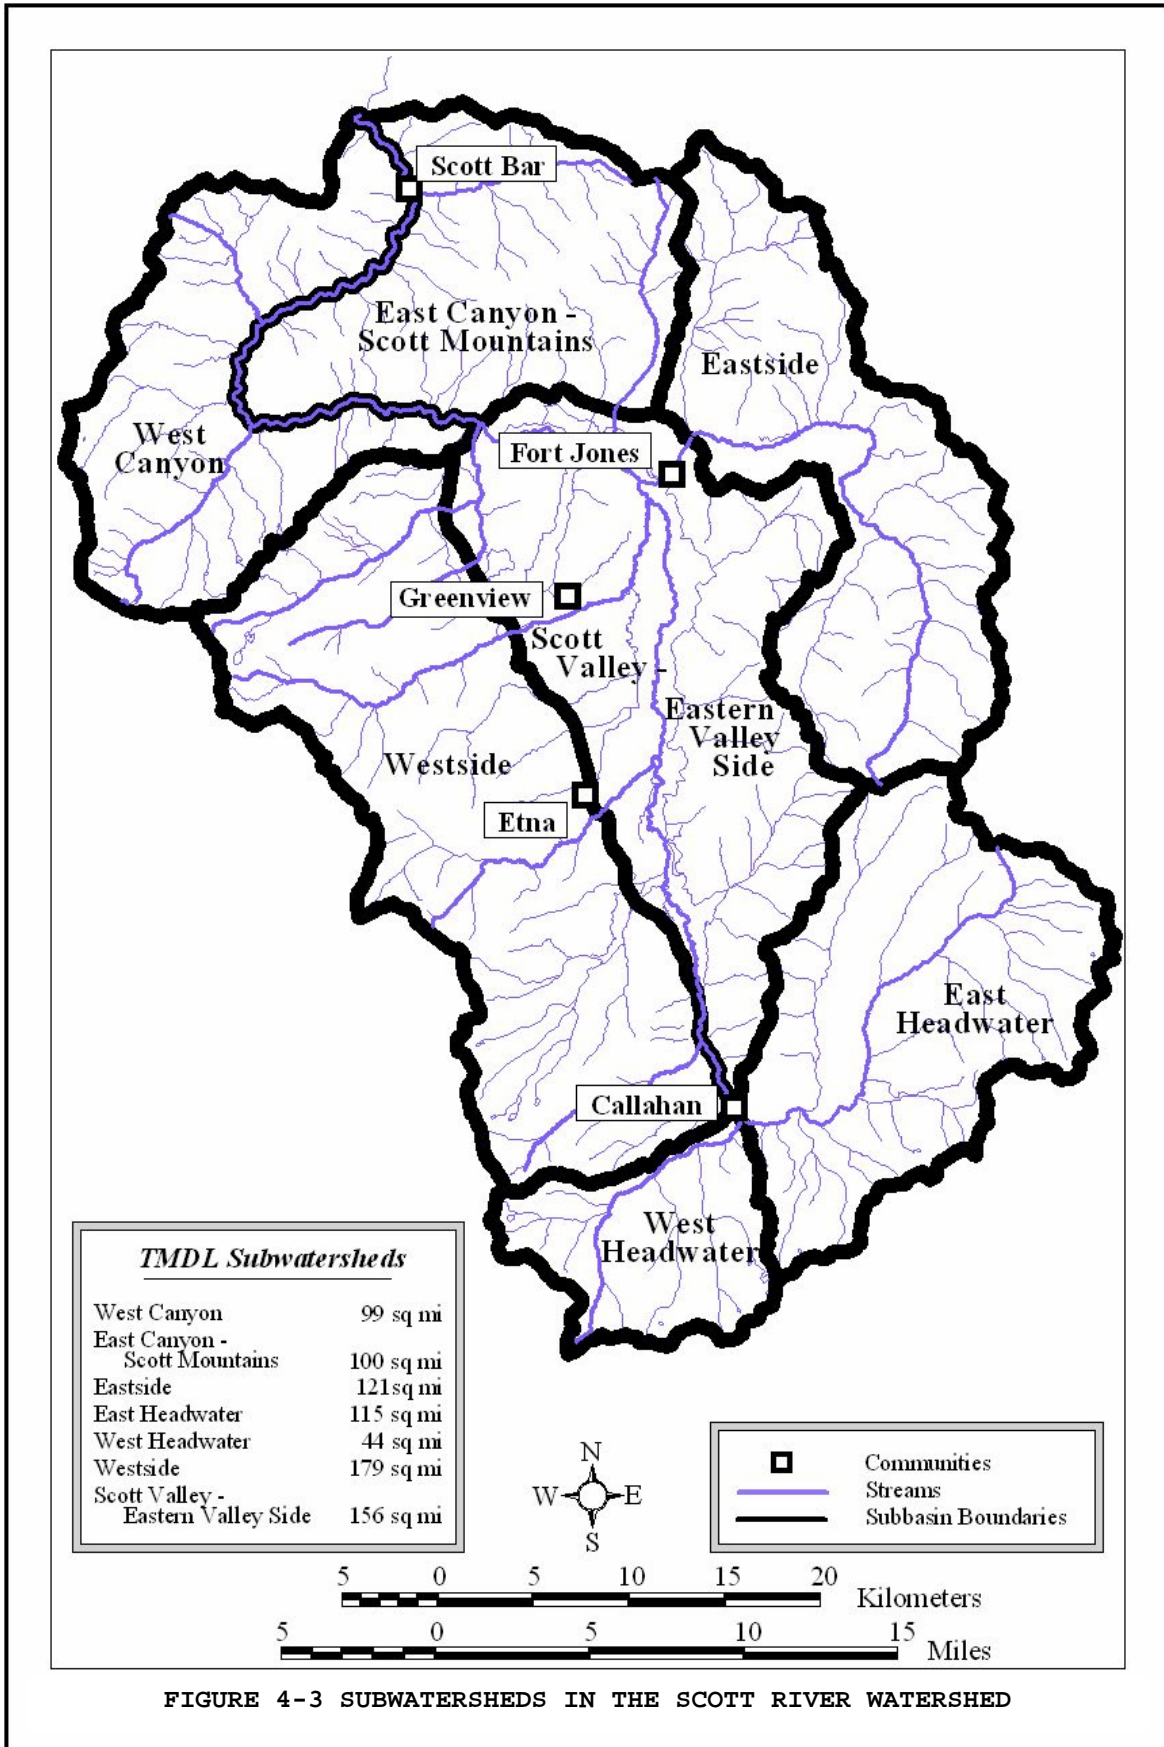 Scott Bar
East Canyon -
Scott Mountains
Eastside
West
Canyon
Fort Jones
Greenview
Scott
Valley -
Eastern
Valley
Side
Westside
Etna
East
Headwater
Callahan
West
Headwater
TMDL Subwatersheds
West Canyon 99 sq mi
East Canyon -
Scott Mountains 100 sq mi
Eastside 121sq mi
East Headwater 115 sq mi
West Headwater 44 sq mi
Westside 179 sq mi
Scott Valley -
Eastern Valley Side 156 sq mi
N
W E
S
Communities
Streams
Subbasin Boundaries
5 0 5 10 15 20
Kilometers
5 0 5 10 15
Miles
FIGURE 4-3 SUBWATERSHEDS IN THE SCOTT RIVER WATERSHED